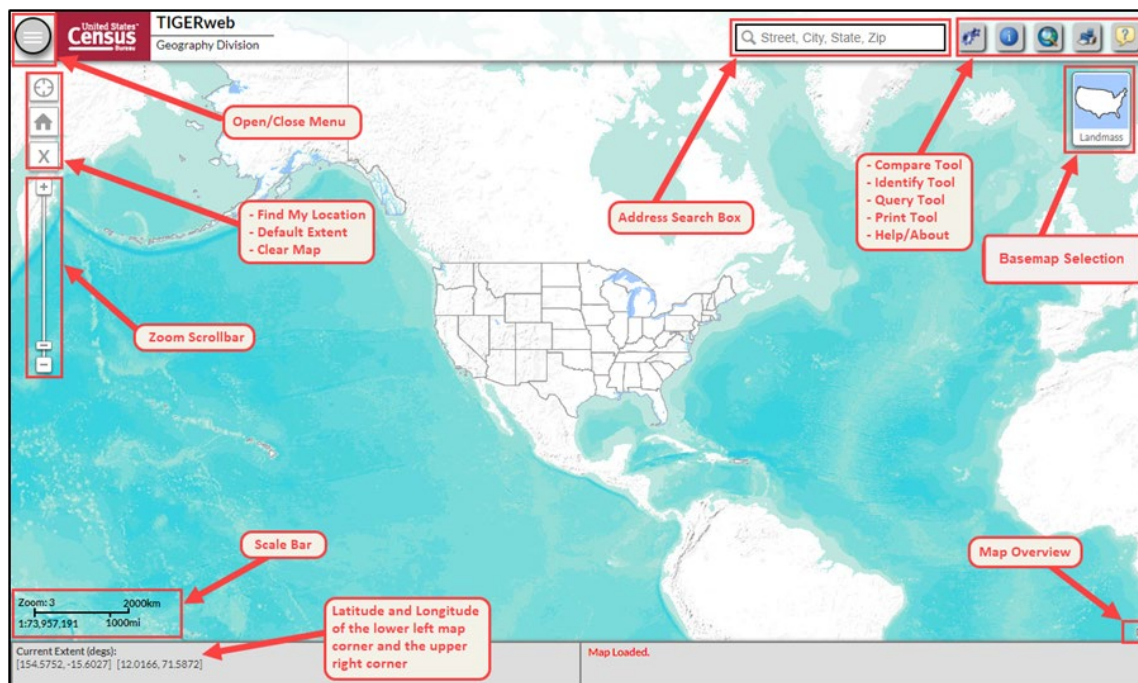 United States™
Census
Bureau
TIGERweb
Geography Division
Street, City, State, Zip
Landmass
Open/Close Menu
- Find My Location
- Default Extent
- Clear Map
X
Zoom Scrollbar
Address Search Box
- Compare Tool
- Identify Tool
- Query Tool
- Print Tool
- Help/About
Basemap Selection
Scale Bar
Map Overview
Zoom: 3
2000km
1:73,957,191
1000mi
Latitude and Longitude
of the lower left map
corner and the upper
right corner
Current Extent (degs):
[154.5752, -15.6027] [12.0166, 71.5872]
Map Loaded.